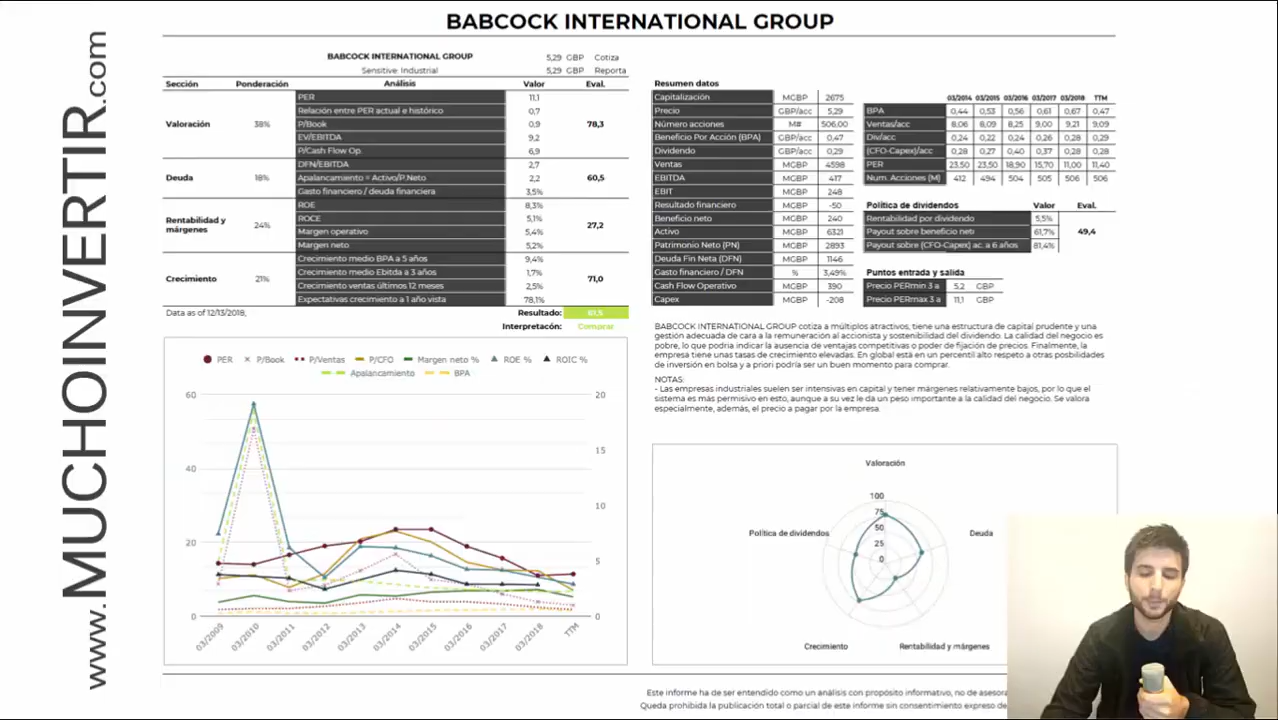 BABCOCK INTERNATIONAL GROUP
www.MUCHOINVERTIR.com
BABCOCK INTERNATIONAL GROUP 5,29 GBP Cotiza
Sensitive: Industrial 5,29 GBP Reporta
Sección Ponderación Análisis Valor Eval.
Valoración 38% 78,3
PER 11,1
Relación entre PER actual e histórico 0,7
P/Book 0,9
EV/EBITDA 9,2
P/Cash Flow Op. 6,9
Deuda 18% 60,5
DFN/EBITDA 2,7
Apalancamiento = Activo/P.Neto 2,2
Gasto financiero / deuda financiera 3,5%
Rentabilidad y márgenes 24% 27,2
ROE 8,3%
ROCE 5,1%
Margen operativo 5,4%
Margen neto 5,2%
Crecimiento 21% 71,0
Crecimiento medio BPA a 5 años 9,4%
Crecimiento medio Ebitda a 3 años 1,7%
Crecimiento ventas últimos 12 meses 2,5%
Expectativas crecimiento a 1 año vista 78,1%
Data as of 12/13/2018, Resultado: 61,5
Interpretación: Comprar
PER P/Book P/Ventas P/CFO Margen neto % ROE % ROIC %
Apalancamiento BPA
60 20
15
40
10
20
5
0 0
03/2009 03/2010 03/2011 03/2012 03/2013 03/2014 03/2015 03/2016 03/2017 03/2018 TTM
Resumen datos
Capitalización MGBP 2675
Precio GBP/acc 5,29
Número acciones M# 506,00
Beneficio Por Acción (BPA) GBP/acc 0,47
Dividendo GBP/acc 0,29
Ventas MGBP 4598
EBITDA MGBP 417
EBIT MGBP 248
Resultado financiero MGBP -50
Beneficio neto MGBP 240
Activo MGBP 6321
Patrimonio Neto (PN) MGBP 2893
Deuda Fin Neta (DFN) MGBP 1146
Gasto financiero / DFN % 3,49%
Cash Flow Operativo MGBP 390
Capex MGBP -208
03/2014 03/2015 03/2016 03/2017 03/2018 TTM
BPA 0,44 0,53 0,56 0,61 0,67 0,47
Ventas/acc 8,06 8,09 8,25 9,00 9,21 9,09
Div/acc 0,24 0,22 0,24 0,26 0,28 0,29
(CFO-Capex)/acc 0,28 0,27 0,40 0,37 0,28 0,28
PER 23,50 23,50 18,90 15,70 11,00 11,40
Num. Acciones (M) 412 494 504 505 506 506
Política de dividendos Valor Eval.
Rentabilidad por dividendo 5,5%
Payout sobre beneficio neto 61,7% 49,4
Payout sobre (CFO-Capex) ac. a 6 años 81,4%
Puntos entrada y salida
Precio PERmin 3 a 5,2 GBP
Precio PERmax 3 a 11,1 GBP
BABCOCK INTERNATIONAL GROUP cotiza a múltiplos atractivos, tiene una estructura de capital prudente y una
gestión adecuada de cara a la remuneración al accionista y sostenibilidad del dividendo. La calidad del negocio es
pobre, lo que podría indicar la ausencia de ventajas competitivas o poder de fijación de precios. Finalmente, la
empresa tiene una tasas de crecimiento elevadas. En global está en un percentil alto respeto a otras posbilidades
de inversión en bolsa y a priori podría ser un buen momento para comprar.
NOTAS:
- Las empresas industriales suelen ser intensivas en capital y tener márgenes relativamente bajos, por lo que el
sistema es más permisivo en esto, aunque a su vez le da un peso importante a la calidad del negocio. Se valora
especialmente, además, el precio a pagar por la empresa.
Valoración
100
75
50
25
0
Política de dividendos Deuda
Crecimiento Rentabilidad y márgenes
Este informe ha de ser entendido como un análisis con propósito informativo, no de asesora
Queda prohibida la publicación total o parcial de este informe sin consentimiento expreso de